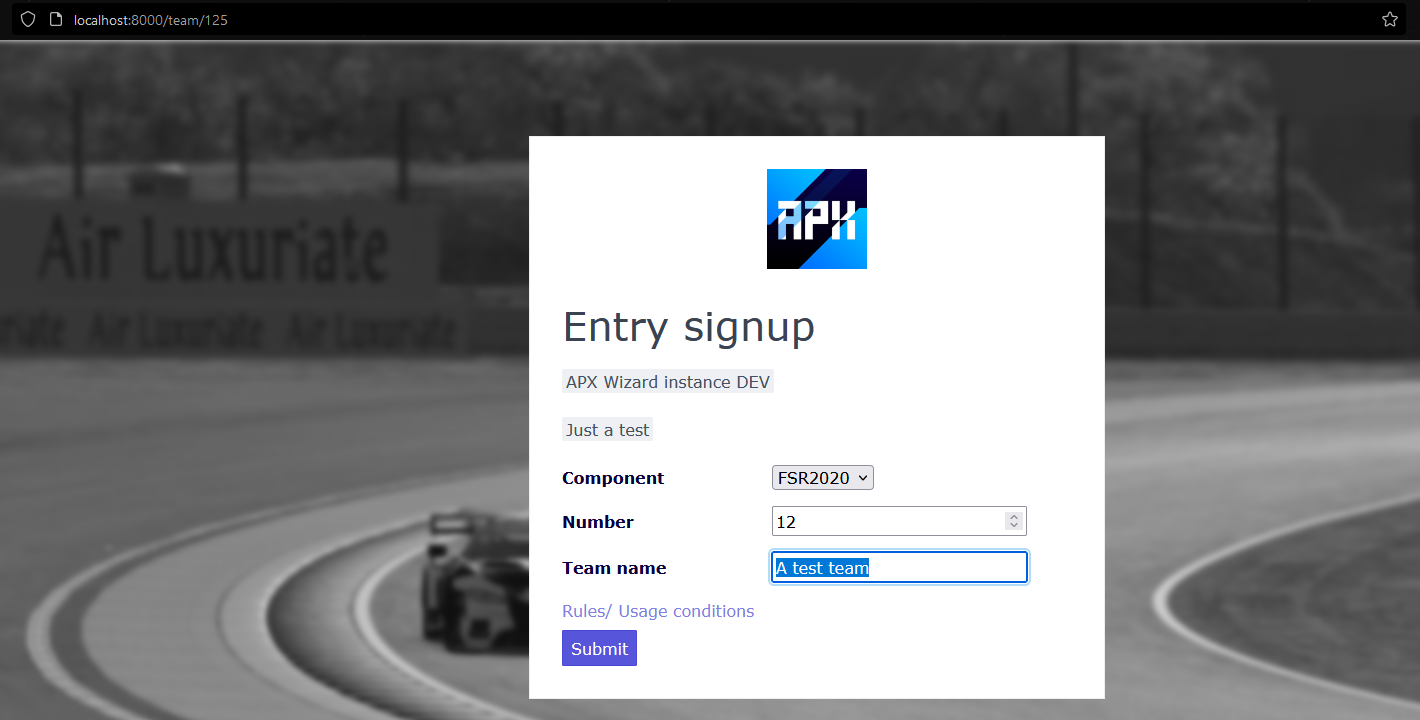 localhost:8000/team/125
Air Luxuriate
Air Luxuriate Air Luxuriate
APX
Entry signup
APX Wizard instance DEV
Just a test
Component FSR2020
Number 12
Team name A test team
Rules/ Usage conditions
Submit